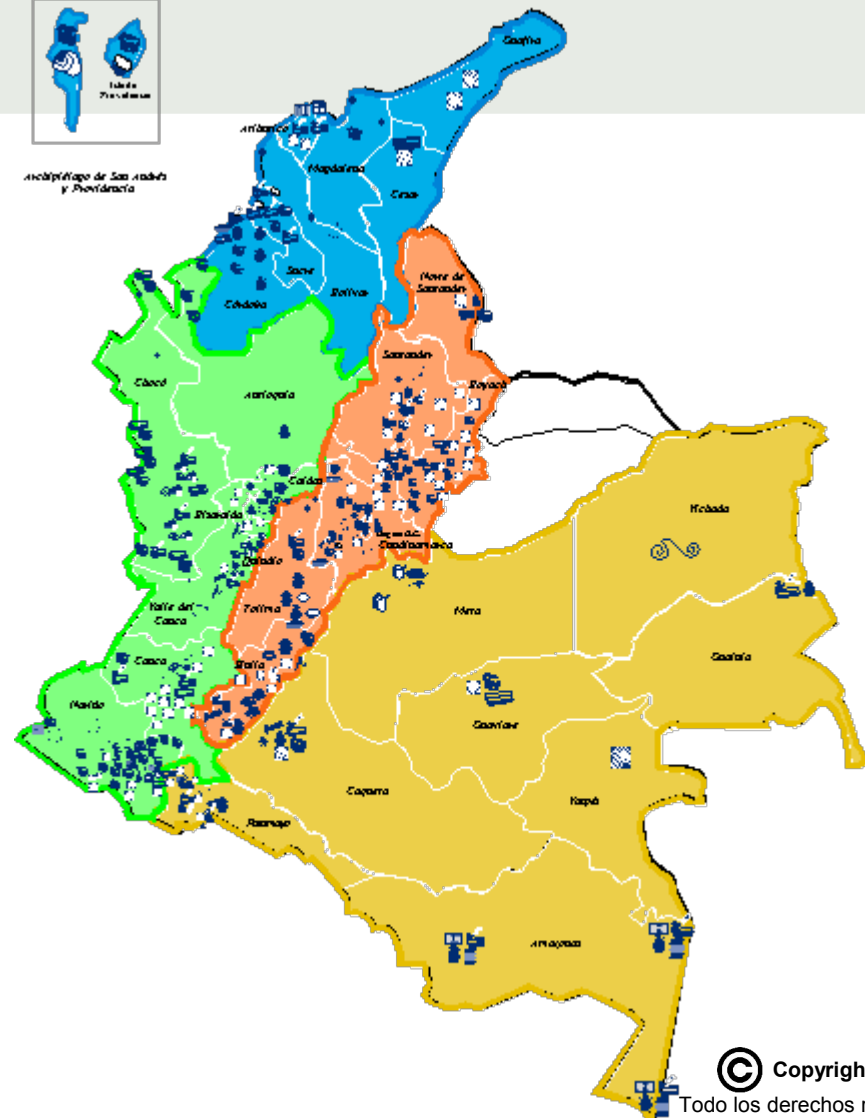 Guajira
Atlántico
Magdalena
Cesar
Archipiélago de San Andrés
y Providencia
Sucre
Bolívar
Córdoba
Norte de
Santander
Santander
Boyacá
Chocó
Antioquia
Caldas
Risaralda
Cundinamarca
Quindío
Vichada
Tolima
Meta
Valle del
Cauca
Cauca
Huila
Guainía
Nariño
Guaviare
Caquetá
Vaupés
Putumayo
Amazonas
© Copyrigh
Todo los derechos